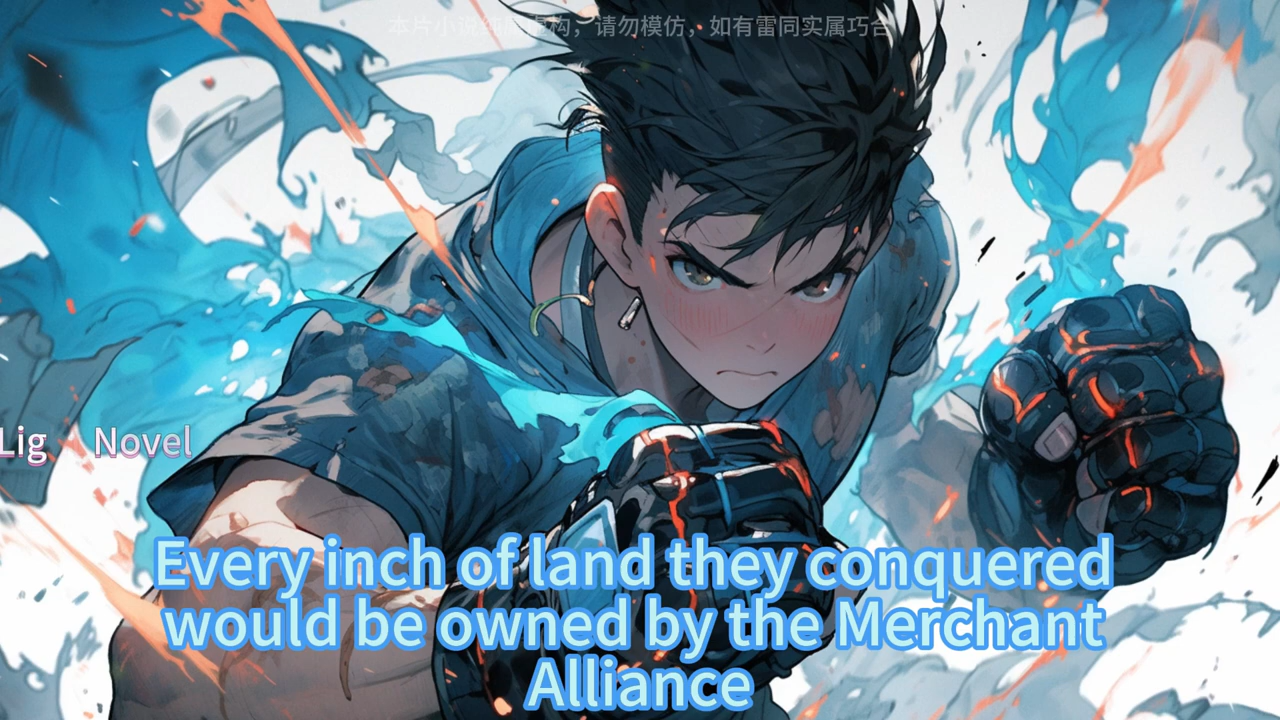 本片小说纯属虚构，请勿模仿，如有雷同实属巧合
Lig Novel
Every inch of land they conquered
would be owned by the Merchant
Alliance